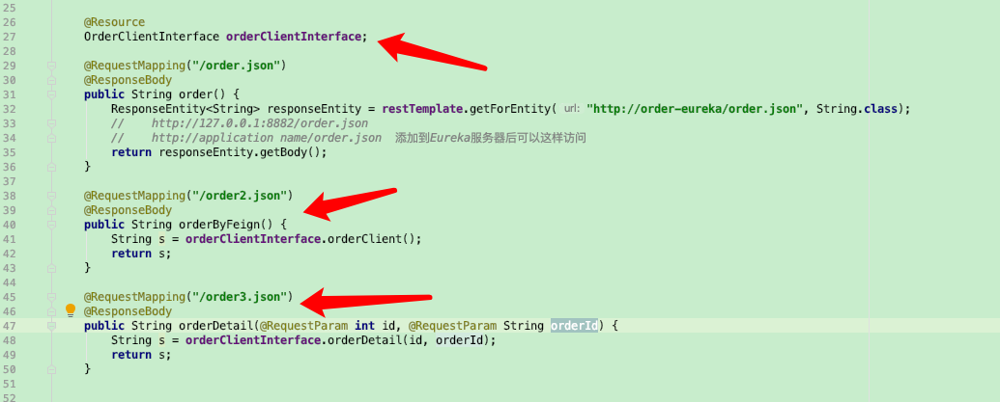 25
26 @Resource
27 OrderClientInterface orderClientInterface;
28
29 @RequestMapping("/order.json")
30 @ResponseBody
31 public String order() {
32 ResponseEntity<String> responseEntity = restTemplate.getForEntity( url: "http://order-eureka/order.json", String.class);
33 // http://127.0.0.1:8882/order.json
34 // http://application name/order.json 添加到Eureka服务器后可以这样访问
35 return responseEntity.getBody();
36 }
37
38 @RequestMapping("/order2.json")
39 @ResponseBody
40 public String orderByFeign() {
41 String s = orderClientInterface.orderClient();
42 return s;
43 }
44
45 @RequestMapping("/order3.json")
46 @ResponseBody
47 public String orderDetail(@RequestParam int id, @RequestParam String orderId) {
48 String s = orderClientInterface.orderDetail(id, orderId);
49 return s;
50 }
51
52